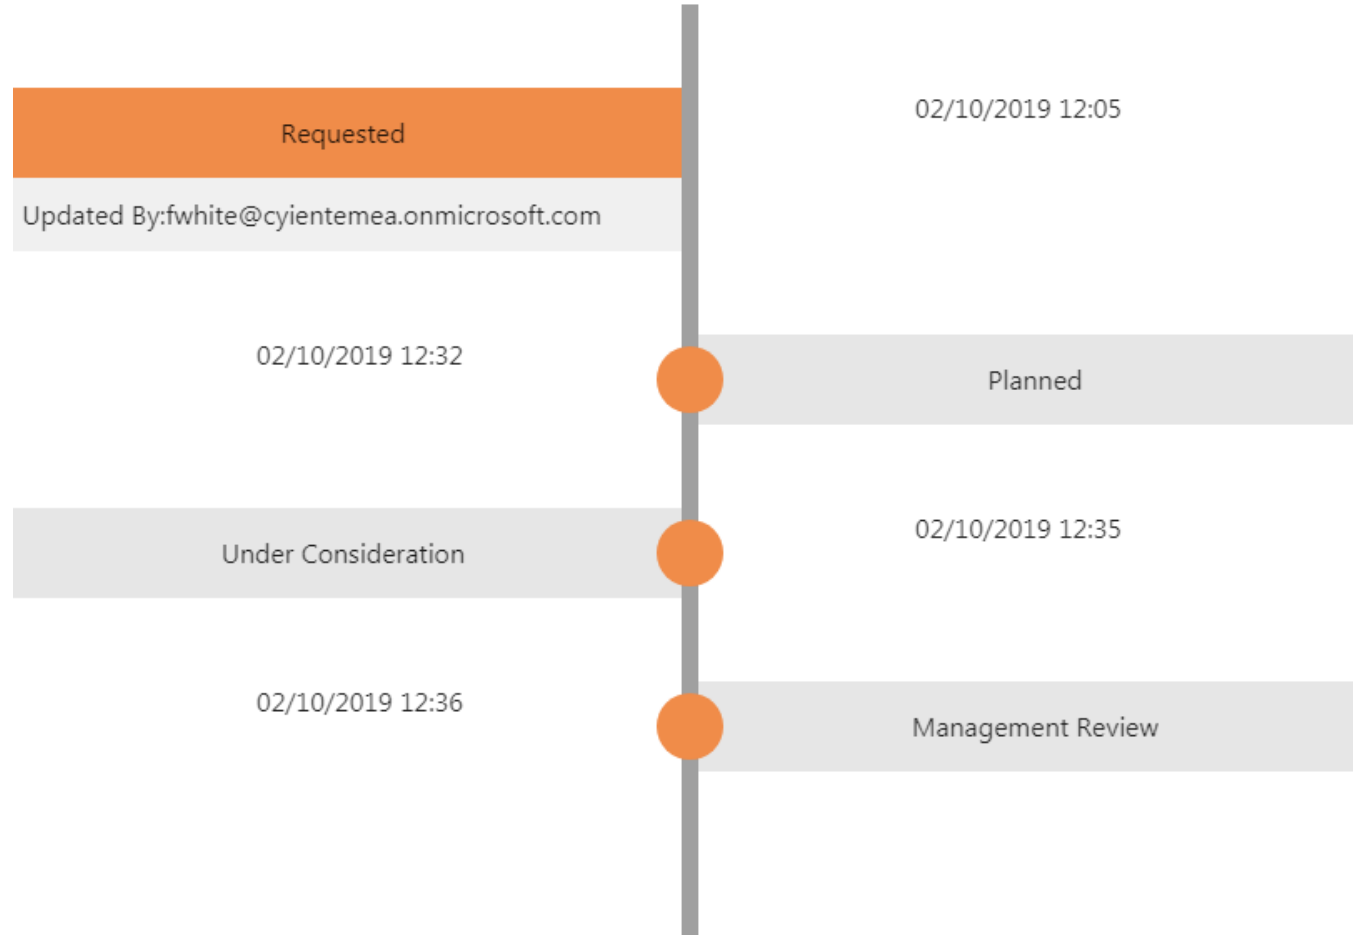 02/10/2019 12:05
Requested
Updated By:fwhite@cyientemea.onmicrosoft.com
02/10/2019 12:32
Planned
02/10/2019 12:35
Under Consideration
02/10/2019 12:36
Management Review